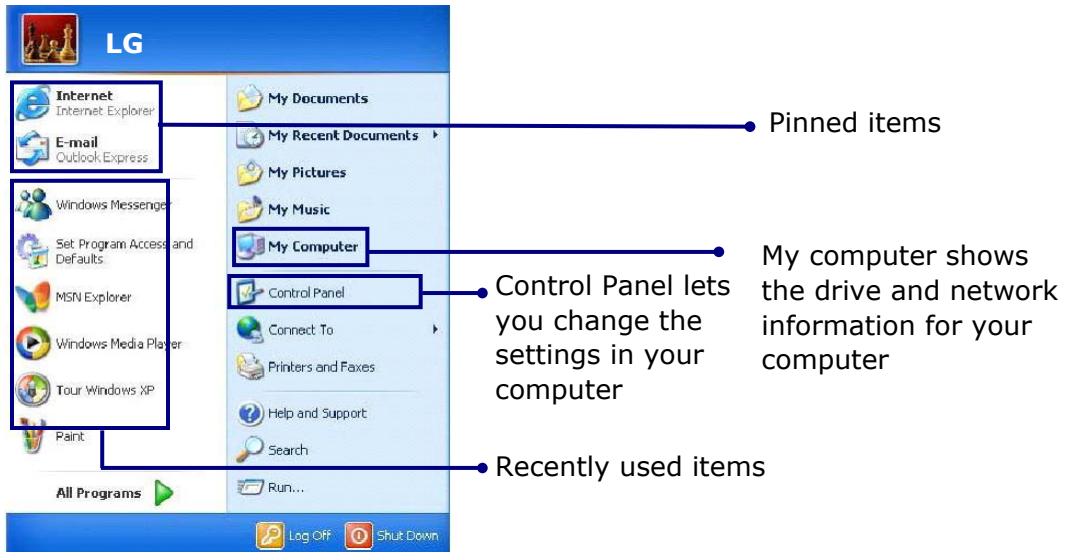 LG
Internet
Internet Explorer
E-mail
Outlook Express
Windows Messenger
Set Program Access and
Defaults
MSN Explorer
Windows Media Player
Tour Windows XP
Paint
All Programs
My Documents
My Recent Documents
My Pictures
My Music
My Computer
Control Panel
Connect To
Printers and Faxes
Help and Support
Search
Run...
Log Off
Shut Down
Pinned items
My computer shows
the drive and network
information for your
computer
Control Panel lets
you change the
settings in your
computer
Recently used items